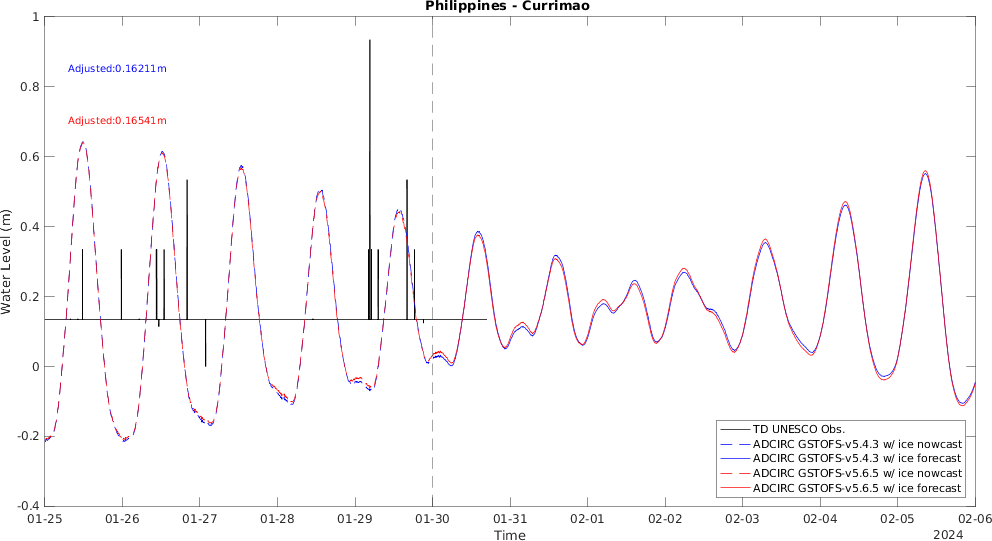 Philippines - Currimao
Water Level (m)
1
0.8
0.6
0.4
0.2
0
-0.2
-0.4
Adjusted:0.16211m
Adjusted:0.16541m
TD UNESCO Obs.
ADCIRC GSTOFS-v5.4.3 w/ ice nowcast
ADCIRC GSTOFS-v5.4.3 w/ ice forecast
ADCIRC GSTOFS-v5.6.5 w/ ice nowcast
ADCIRC GSTOFS-v5.6.5 w/ ice forecast
01-25 01-26 01-27 01-28 01-29 01-30 01-31 02-01 02-02 02-03 02-04 02-05 02-06
Time
2024